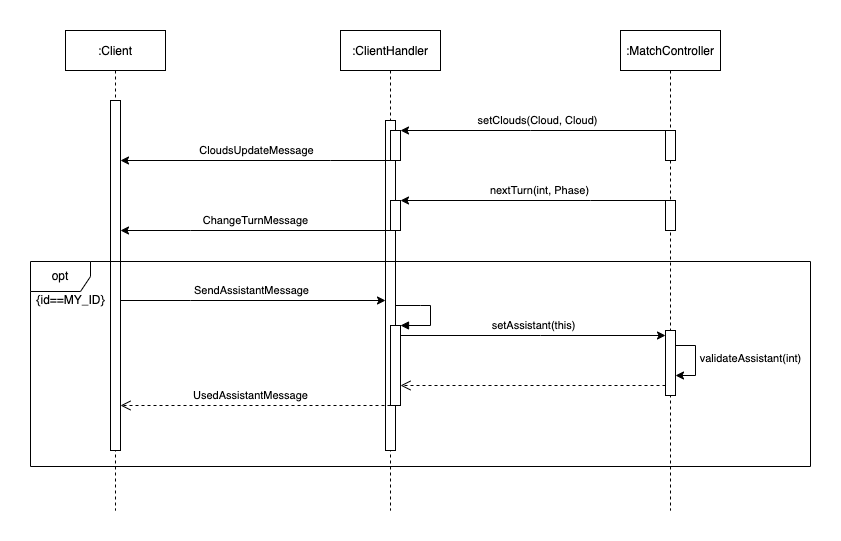 :Client
:ClientHandler
:MatchController
setClouds(Cloud, Cloud)
CloudsUpdateMessage
nextTurn(int, Phase)
ChangeTurnMessage
opt
{id==MY_ID}
SendAssistantMessage
setAssistant(this)
validateAssistant(int)
UsedAssistantMessage